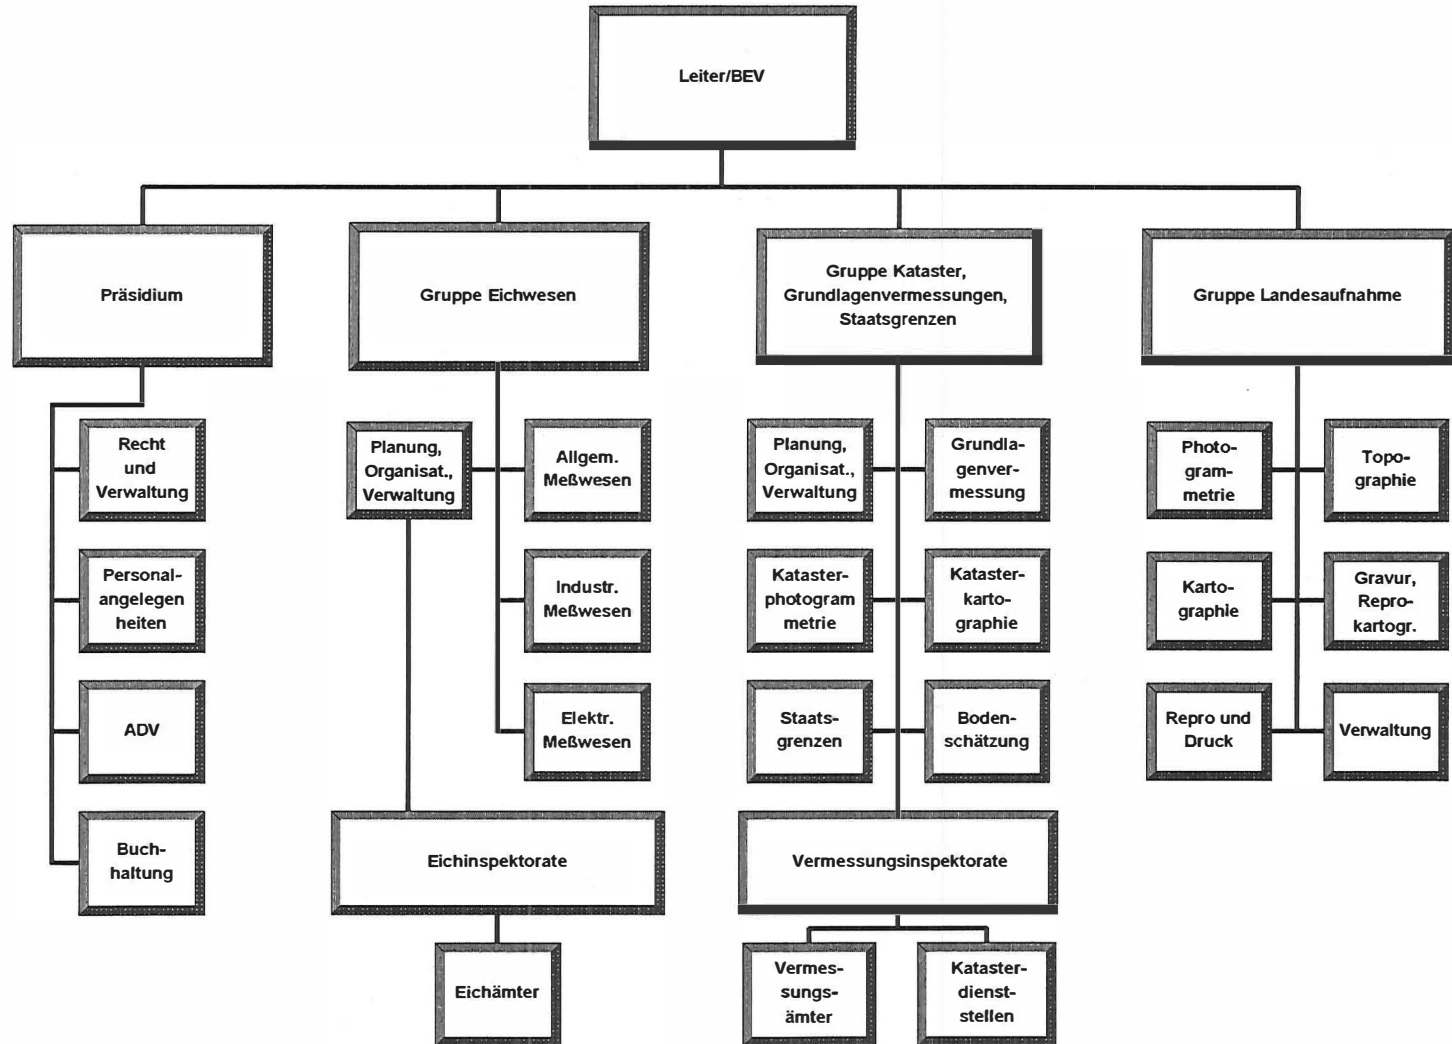 Leiter/BEV
Präsidium
Gruppe Eichwesen
Gruppe Kataster,
Grundlagenvermessungen,
Staatsgrenzen
Gruppe Landesaufnahme
Recht
und
Verwaltung
Planung,
Organisat.,
Verwaltung
Allgem.
Meßwesen
Planung,
Organisat.,
Verwaltung
Grundla-
genver-
messung
Photo-
gram-
metrie
Topo-
graphie
Personal-
angelegen
heiten
Industr.
Meßwesen
Kataster-
photogram
metrie
Kataster-
karto-
graphie
Karto-
graphie
Gravur,
Repro-
kartogr.
ADV
Elektr.
Meßwesen
Staats-
grenzen
Boden-
schätzung
Repro und
Druck
Verwaltung
Buch-
haltung
Eichinspektorate
Vermessungsinspektorate
Eichämter
Vermes-
sungs-
ämter
Kataster-
dienst-
stellen